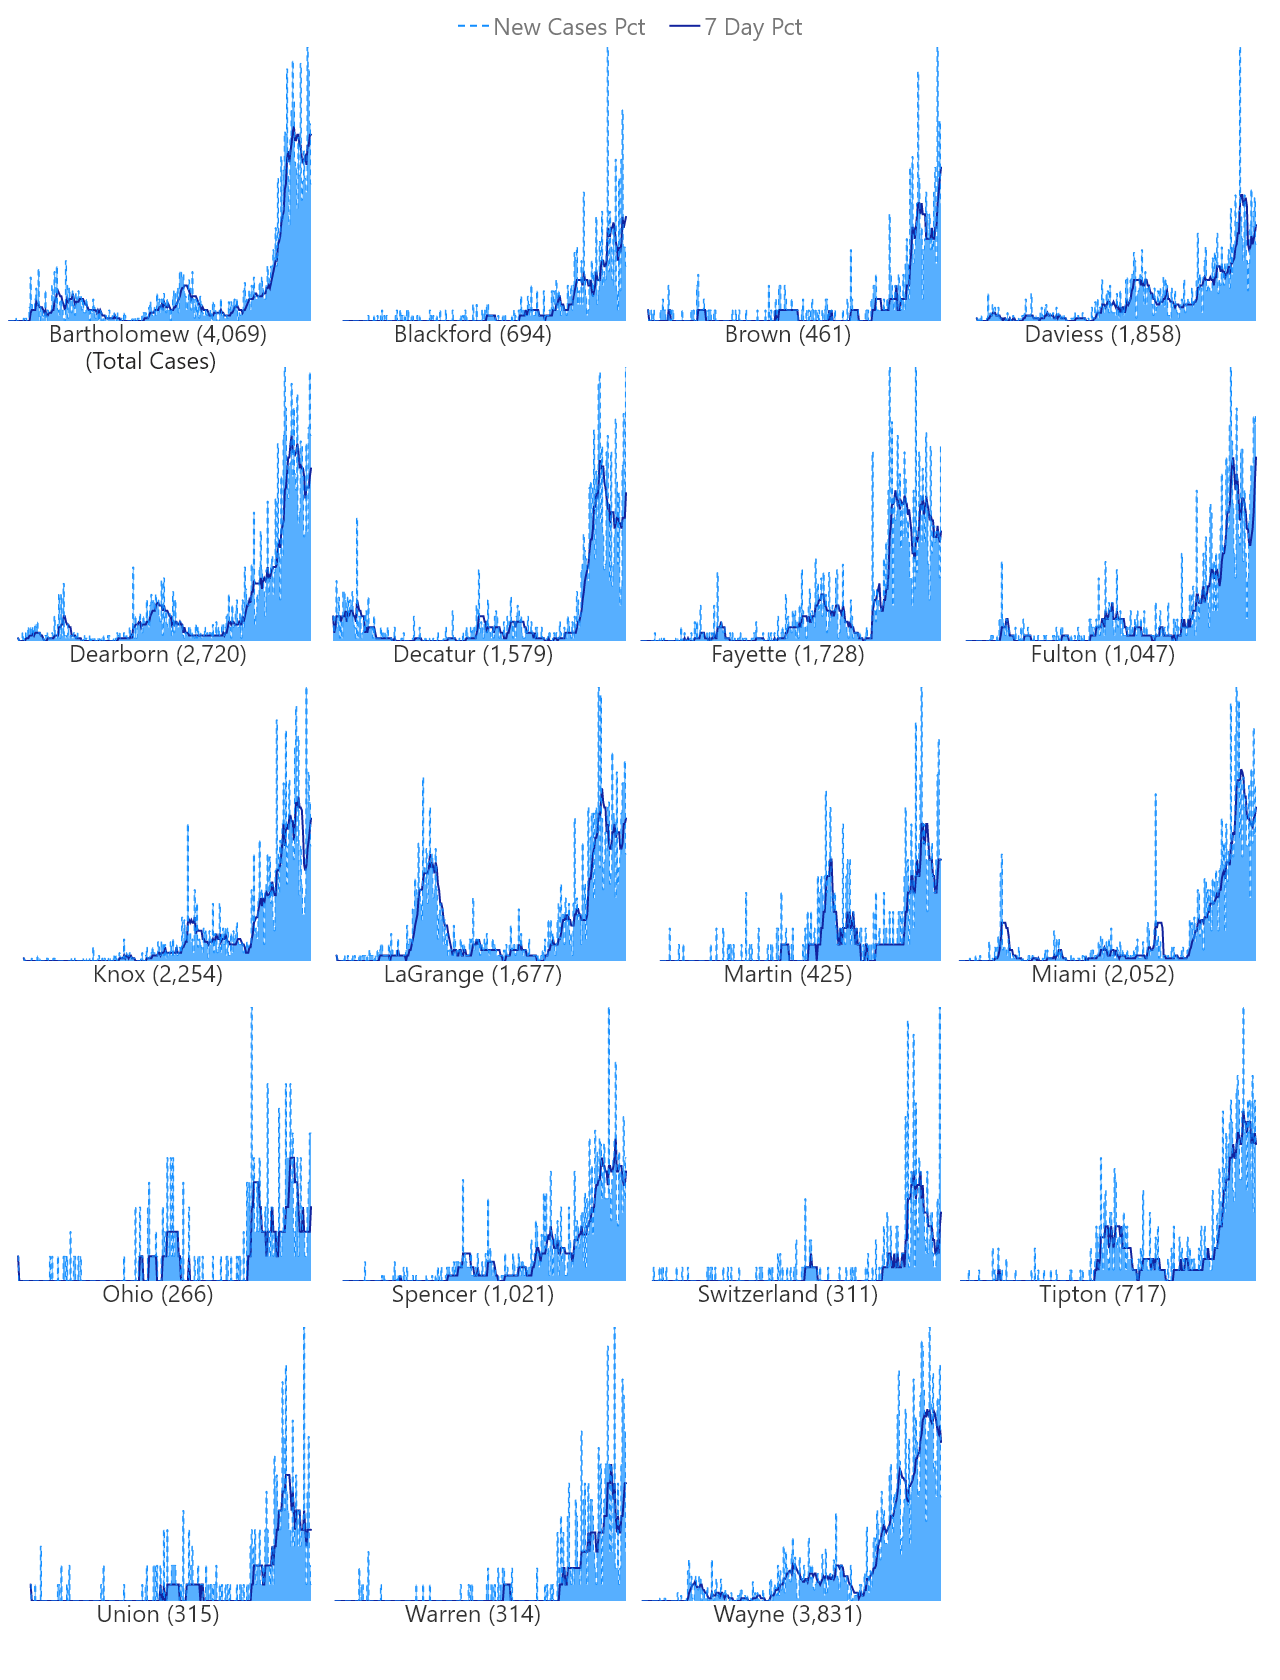 New Cases Pct 7 Day Pct
Bartholomew (4,069)
(Total Cases)
Blackford (694)
Brown (461)
Daviess (1,858)
Dearborn (2,720)
Decatur (1,579)
Fayette (1,728)
Fulton (1,047)
Knox (2,254)
LaGrange (1,677)
Martin (425)
Miami (2,052)
Ohio (266)
Spencer (1,021)
Switzerland (311)
Tipton (717)
Union (315)
Warren (314)
Wayne (3,831)